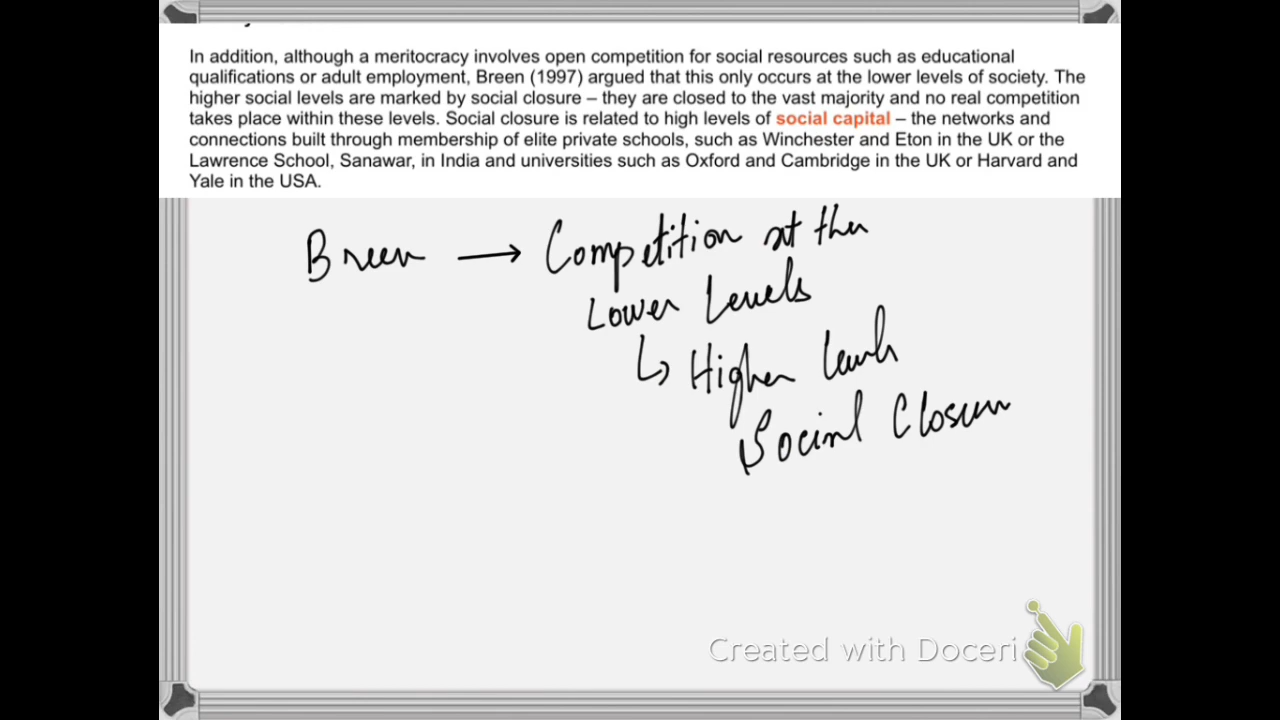 In addition, although a meritocracy involves open competition for social resources such as educational
qualifications or adult employment, Breen (1997) argued that this only occurs at the lower levels of society. The
higher social levels are marked by social closure – they are closed to the vast majority and no real competition
takes place within these levels. Social closure is related to high levels of social capital – the networks and
connections built through membership of elite private schools, such as Winchester and Eton in the UK or the
Lawrence School, Sanawar, in India and universities such as Oxford and Cambridge in the UK or Harvard and
Yale in the USA.
Breen → Competition at the
Lower Levels
↳ Higher Levels
Social Closure
Created with Doceri